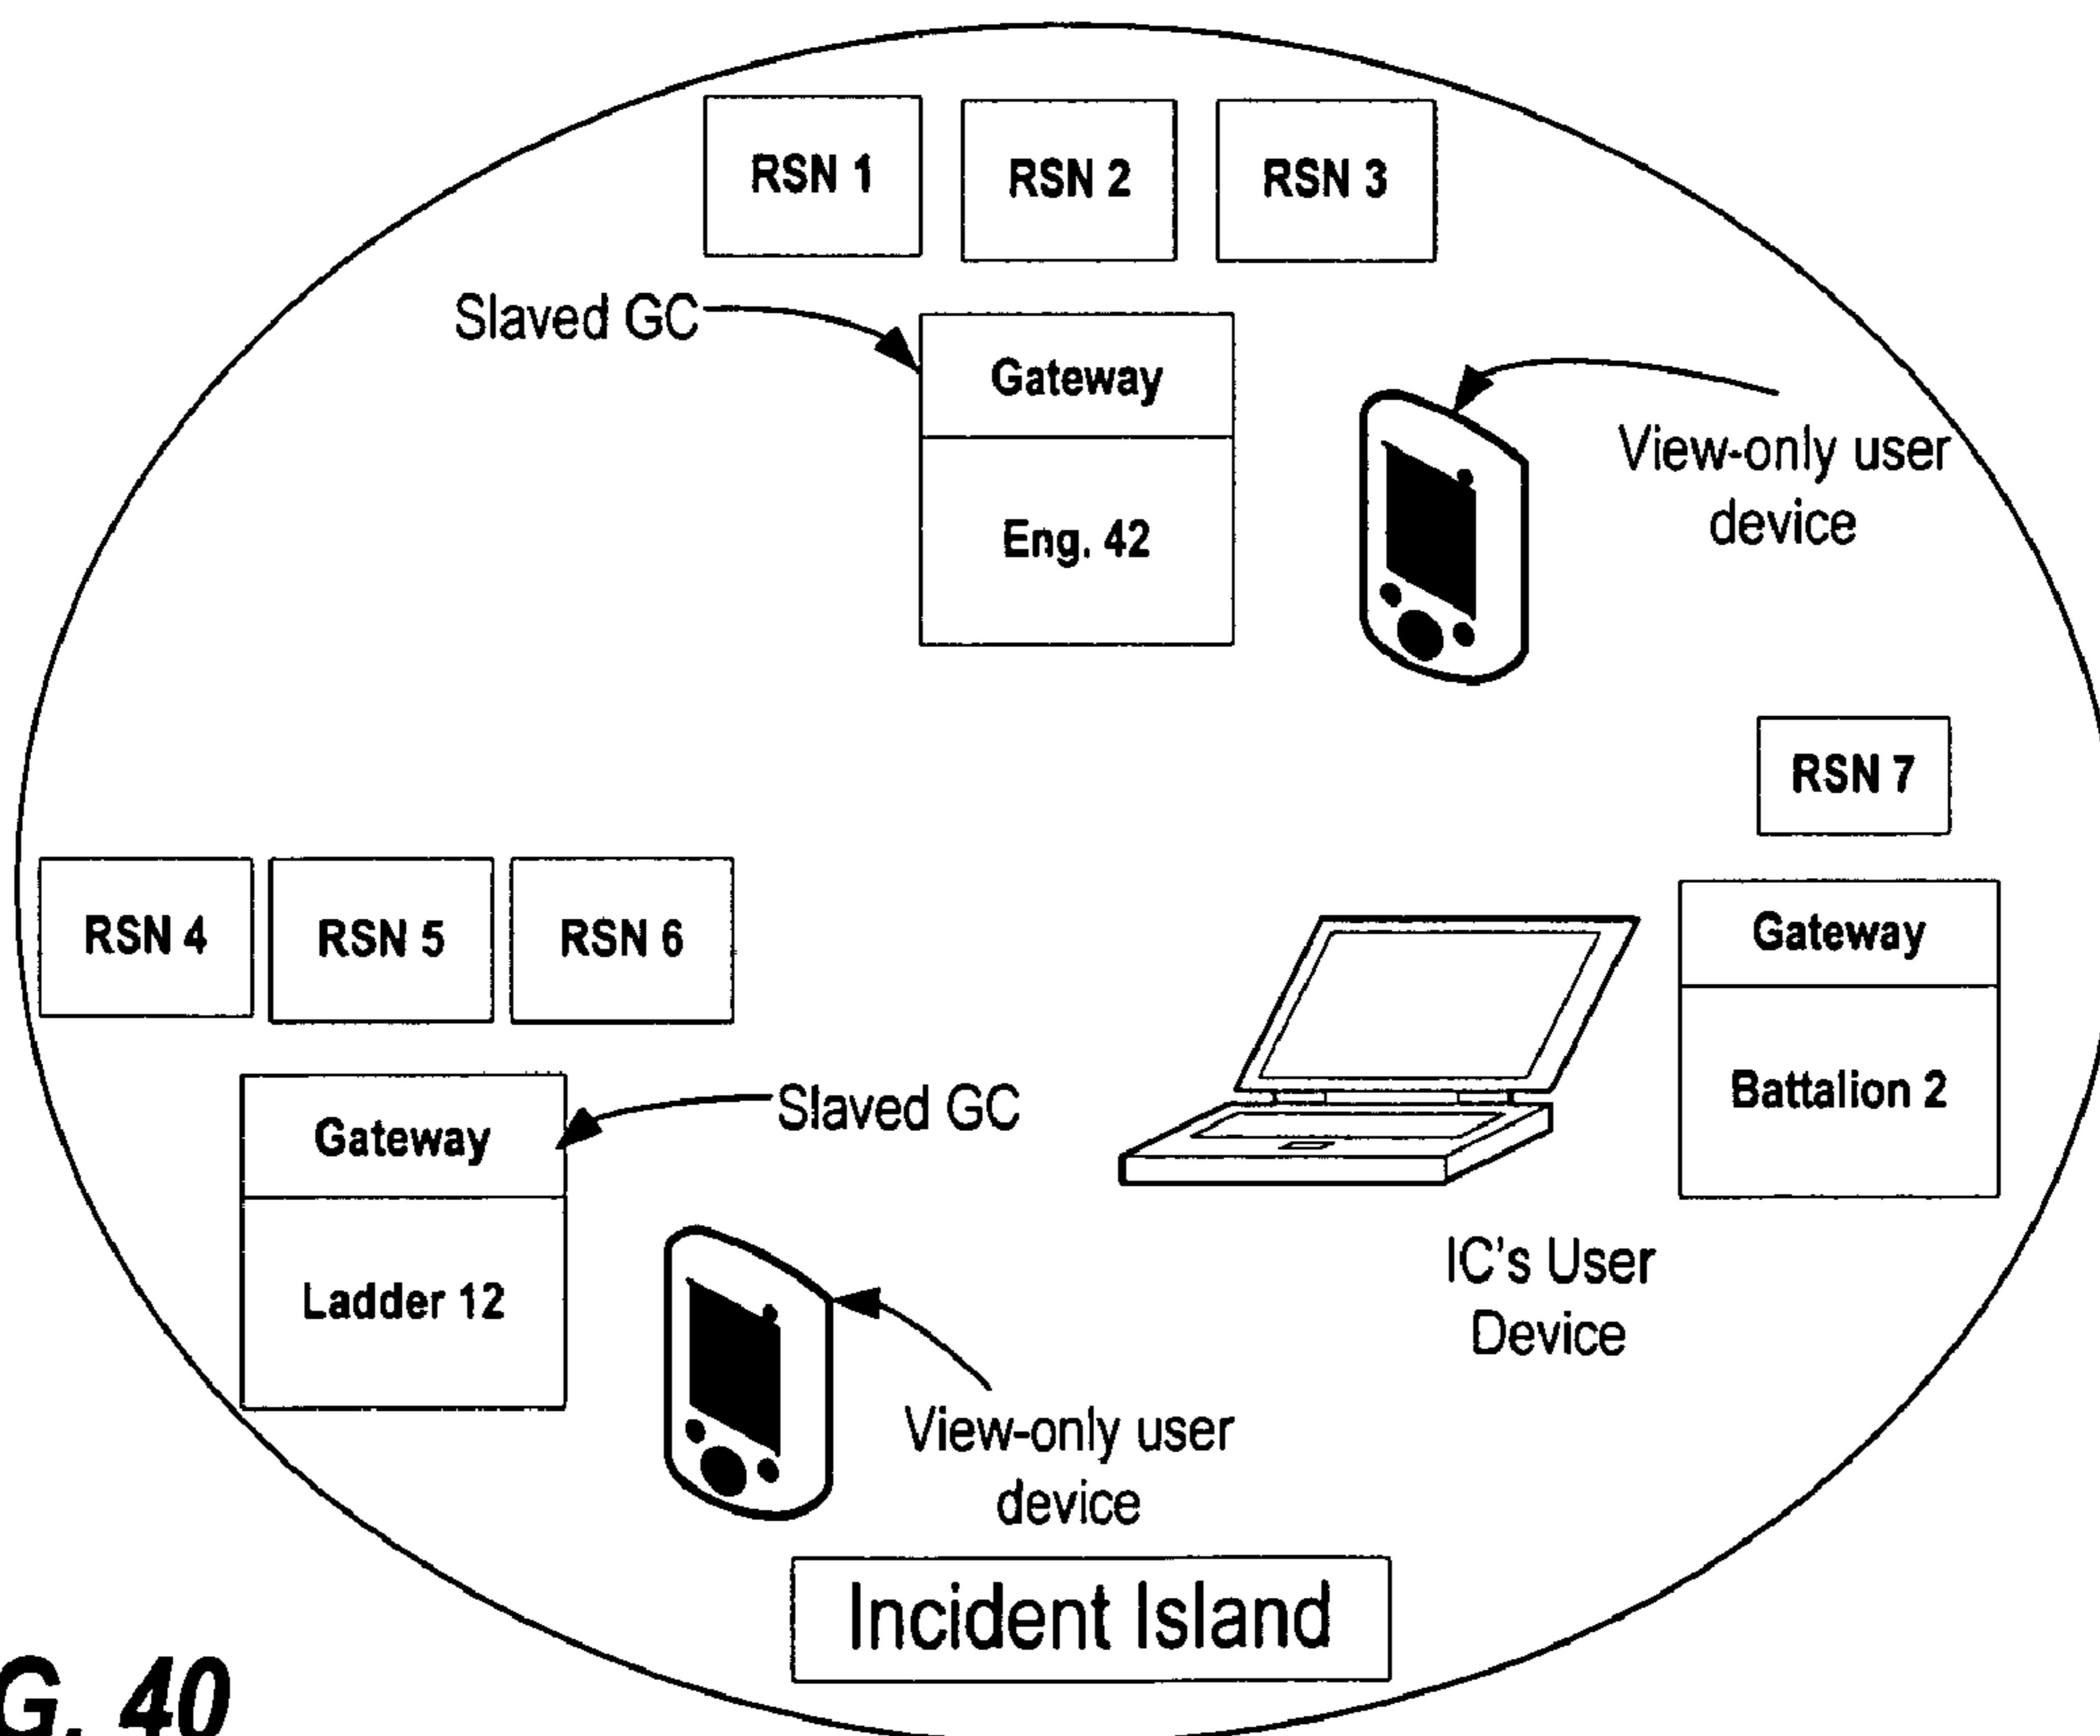 RSN 1 RSN 2 RSN 3
Slaved GC
Gateway
Eng. 42
View-only user
device
RSN 7
Gateway
Battalion 2
RSN 4 RSN 5 RSN 6
Slaved GC
Gateway
Ladder 12
IC's User
Device
View-only user
device
Incident Island
G. 40